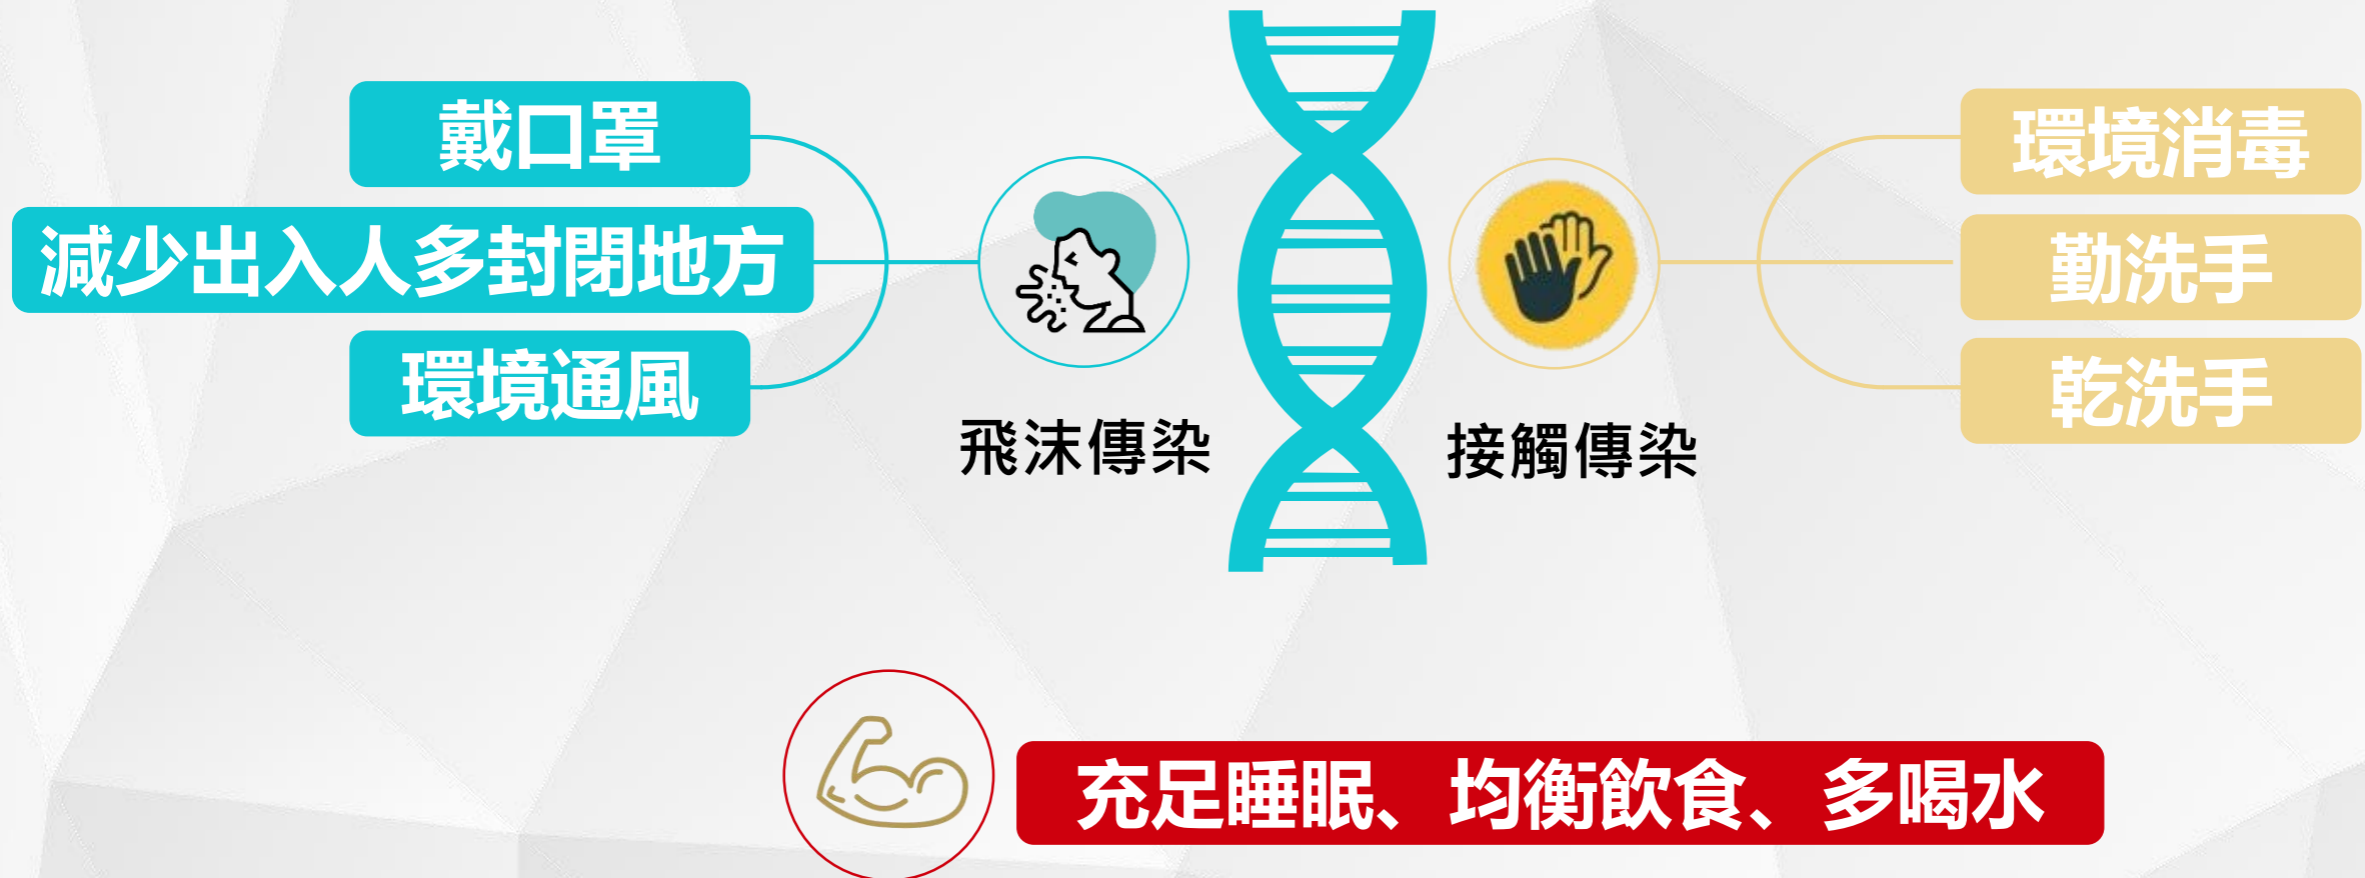 戴口罩
減少出入人多封閉地方
環境通風
飛沫傳染
接觸傳染
環境消毒
勤洗手
乾洗手
充足睡眠、均衡飲食、多喝水